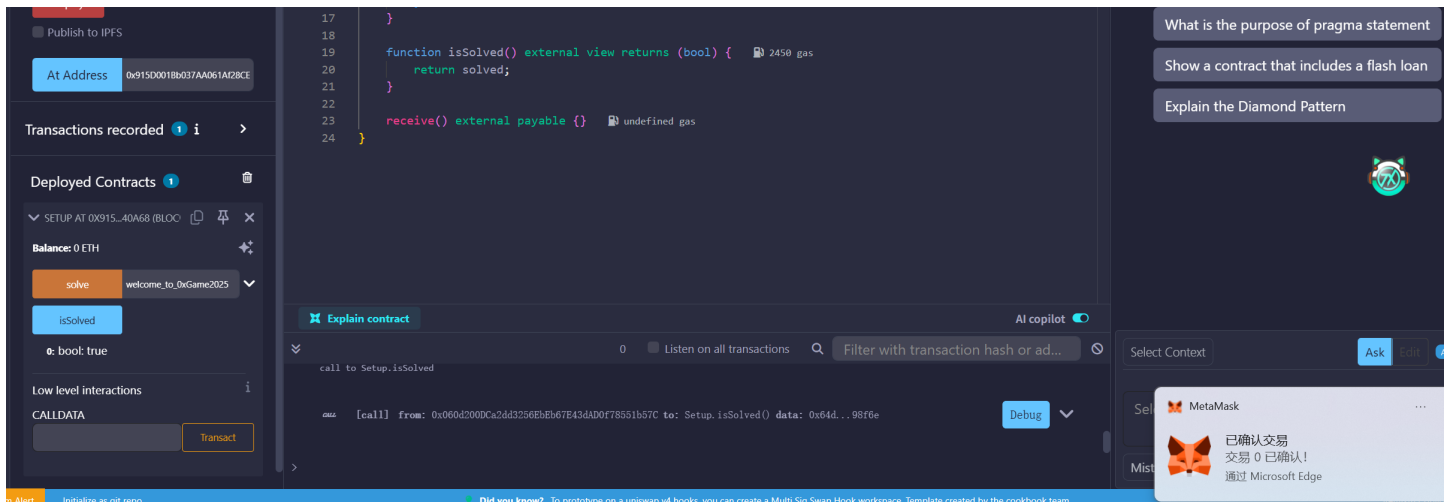 Publish to IPFS
At Address 0x915D001Bb037AA061Af28CE
Transactions recorded 1 i
Deployed Contracts 1
SETUP AT 0X915...40A68 (BLOC
Balance: 0 ETH
solve welcome_to_0xGame2025
isSolved
0: bool: true
Low level interactions i
CALLDATA
Transact
17 }
18
19 function isSolved() external view returns (bool) { 2450 gas
20 return solved;
21 }
22
23 receive() external payable {} undefined gas
24 }
Explain contract
AI copilot
0 Listen on all transactions Filter with transaction hash or ad...
call to Setup.isSolved
CALL [call] from: 0x060d200DCa2dd3256EbEb67E43dAD0f78551b57C to: Setup.isSolved() data: 0x64d...98f6e
Debug
>
What is the purpose of pragma statement
Show a contract that includes a flash loan
Explain the Diamond Pattern
Select Context
Ask Edit
Sel
Mist
MetaMask
...
已确认交易
交易 0 已确认！
通过 Microsoft Edge
m Alert Initialize as git repo
Did you know? To prototype on a uniswap v4 hooks, you can create a Multi Sig Swap Hook workspace. Template created by the cookbook team.